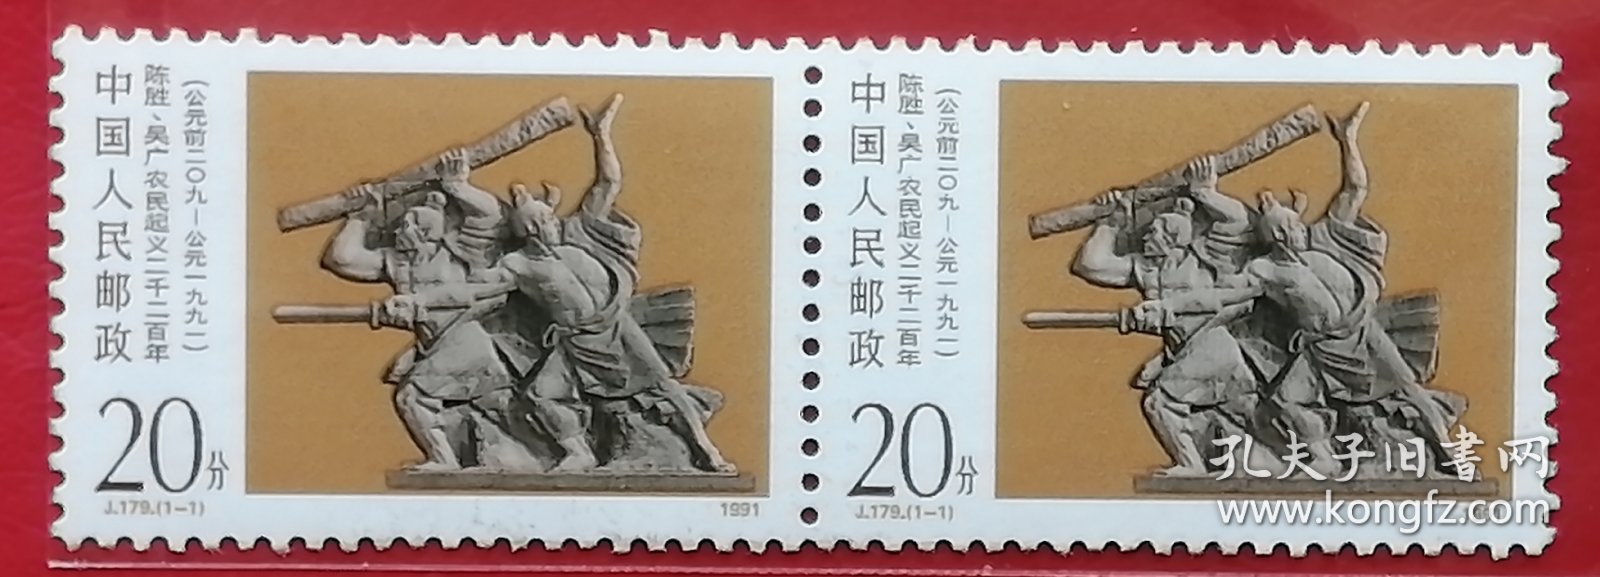 中国人民邮政
陈胜、吴广农民起义二千二百年
(公元前二〇九—公元一九九一)
20分
J.179.(1-1)
1991
中国人民邮政
陈胜、吴广农民起义二千二百年
(公元前二〇九—公元一九九一)
20分
J.179.(1-1)
孔夫子旧書网
www.kongfz.com